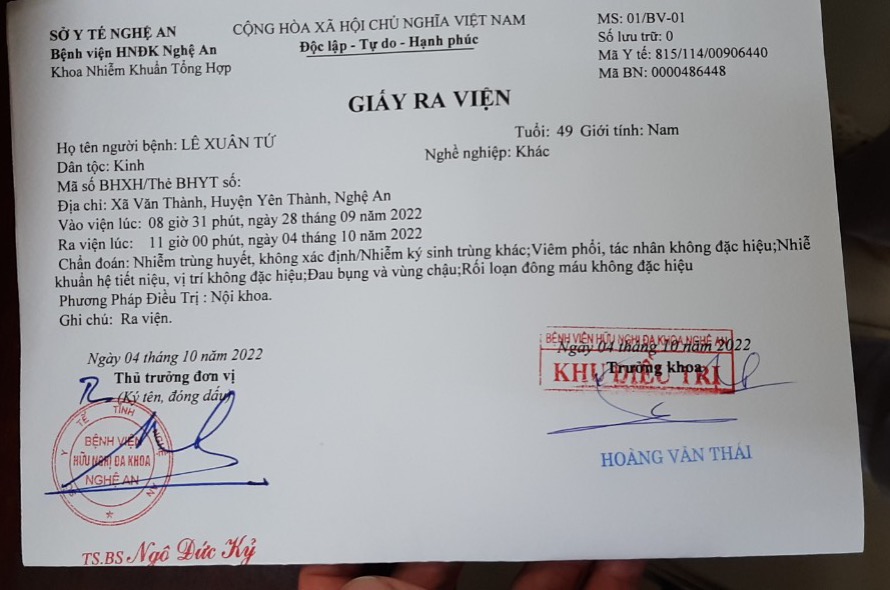 SỞ Y TẾ NGHỆ AN
Bệnh viện HNĐK Nghệ An
Khoa Nhiễm Khuẩn Tổng Hợp
CỘNG HÒA XÃ HỘI CHỦ NGHĨA VIỆT NAM
Độc lập - Tự do - Hạnh phúc
MS: 01/BV-01
Số lưu trữ: 0
Mã Y tế: 815/114/00906440
Mã BN: 0000486448
GIẤY RA VIỆN
Họ tên người bệnh: LÊ XUÂN TỨ
Tuổi: 49 Giới tính: Nam
Dân tộc: Kinh
Nghề nghiệp: Khác
Mã số BHXH/Thẻ BHYT số:
Địa chỉ: Xã Văn Thành, Huyện Yên Thành, Nghệ An
Vào viện lúc: 08 giờ 31 phút, ngày 28 tháng 09 năm 2022
Ra viện lúc: 11 giờ 00 phút, ngày 04 tháng 10 năm 2022
Chẩn đoán: Nhiễm trùng huyết, không xác định/Nhiễm ký sinh trùng khác;Viêm phổi, tác nhân không đặc hiệu;Nhiễ
khuẩn hệ tiết niệu, vị trí không đặc hiệu;Đau bụng và vùng chậu;Rối loạn đông máu không đặc hiệu
Phương Pháp Điều Trị : Nội khoa.
Ghi chú: Ra viện.
Ngày 04 tháng 10 năm 2022
Thủ trưởng đơn vị
(Ký tên, đóng dấu)
Y TẾ TỈNH NGHỆ AN
BỆNH VIỆN
HỮU NGHỊ ĐA KHOA
NGHỆ AN
TS.BS Ngô Đức Kỷ
BỆNH VIỆN HỮU NGHỊ ĐA KHOA NGHỆ AN
Ngày 04 tháng 10 năm 2022
KHU ĐIỀU TRỊ
Trưởng khoa
HOÀNG VĂN THÁI